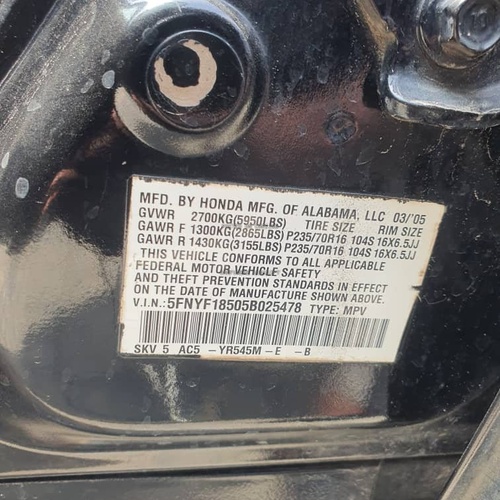 MFD. BY HONDA MFG. OF ALABAMA, LLC 03/'05
GVWR 2700KG(5950LBS) TIRE SIZE RIM SIZE
GAWR F 1300KG(2865LBS) P235/70R16 104S 16X6.5JJ
GAWR R 1430KG(3155LBS) P235/70R16 104S 16X6.5JJ
THIS VEHICLE CONFORMS TO ALL APPLICABLE
FEDERAL MOTOR VEHICLE SAFETY
AND THEFT PREVENTION STANDARDS IN EFFECT
ON THE DATE OF MANUFACTURE SHOWN ABOVE.
V.I.N.: 5FNYF18505B025478 TYPE: MPV
SKV 5 AC5 -YR545M -E -B